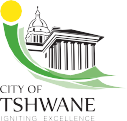 CITY OF
TSHWANE
IGNITING EXCELLENCE